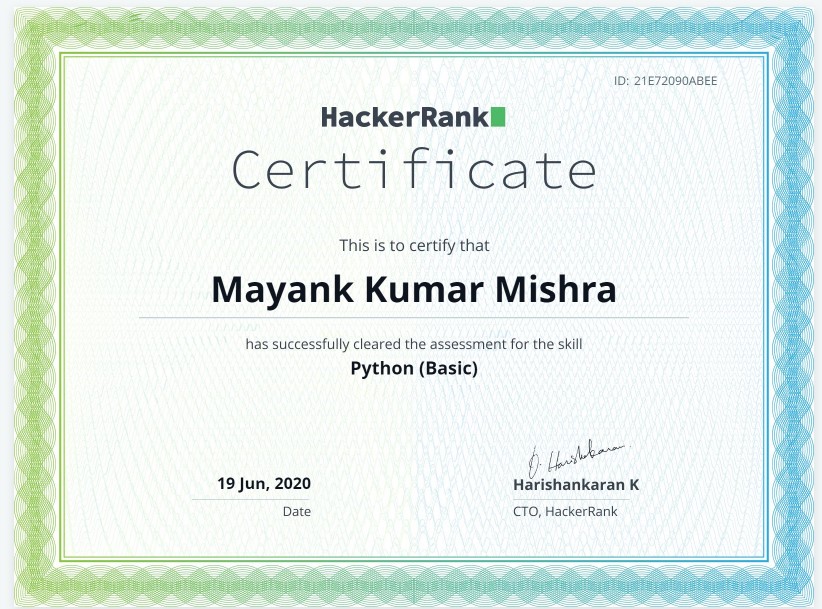 ID: 21E72090ABEE
HackerRank
Certificate
This is to certify that
Mayank Kumar Mishra
has successfully cleared the assessment for the skill
Python (Basic)
19 Jun, 2020
Date
Harishankaran K
CTO, HackerRank